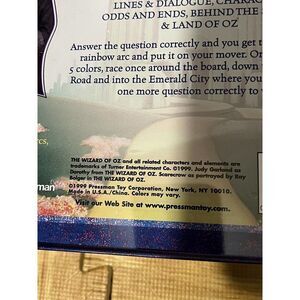 LINES & DIALOGUE,
ODDS AND ENDS, BEHIND THE
& LAND OF OZ
Answer the question correctly and you get
rainbow arc and put it on your mover.
5 colors, race once around the board, down
Road and into the Emerald City where
one more question correctly to
THE WIZARD OF OZ and all related characters and elements are
trademarks of Turner Entertainment Co. ©1999. Judy Garland as
Dorothy from THE WIZARD OF OZ. Scarecrow as portrayed by Ray
Bolger in THE WIZARD OF OZ.
©1999 Pressman Toy Corporation, New York, NY 10010.
Made in U.S.A./China. Colors may vary.
Visit our Web Site at www.pressmantoy.com